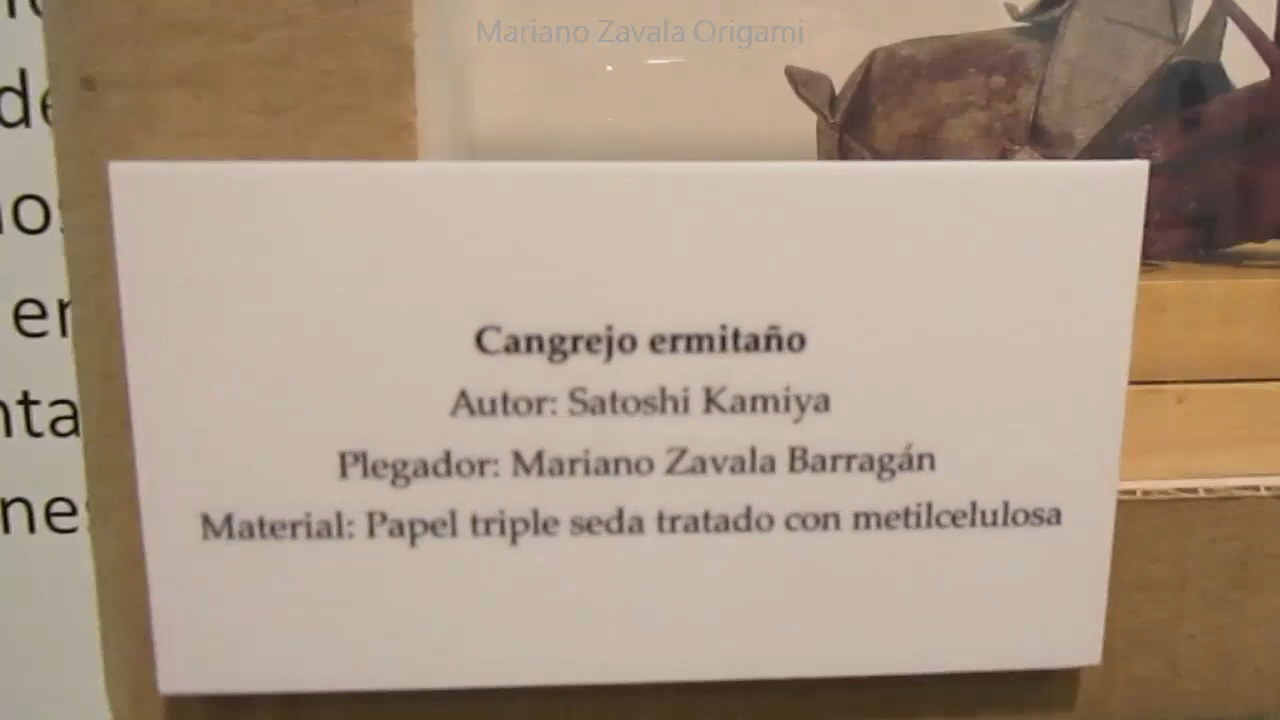 Mariano Zavala Origami
Cangrejo ermitaño
Autor: Satoshi Kamiya
Plegador: Mariano Zavala Barragán
Material: Papel triple seda tratado con metilcelulosa